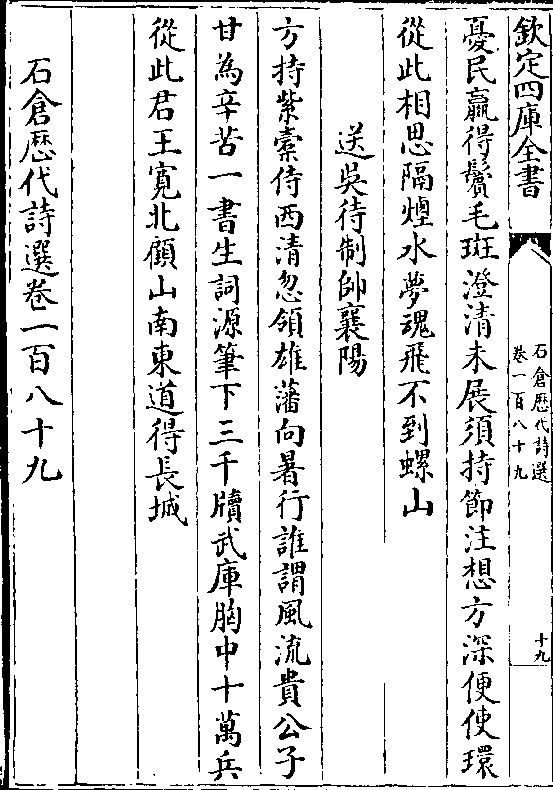 欽定四庫全書
石倉歴代詩選
卷一百八十九
十九
憂民贏得鬢毛斑澄清未展須持節注想方深便使環
從此相思隔煙水夢魂飛不到螺山
送吳待制帥襄陽
方持紫橐侍西清忽領雄藩向暑行誰謂風流貴公子
甘為辛苦一書生詞源筆下三千牘武庫胸中十萬兵
從此君王寛北顧山南東道得長城
石倉歴代詩選卷一百八十九